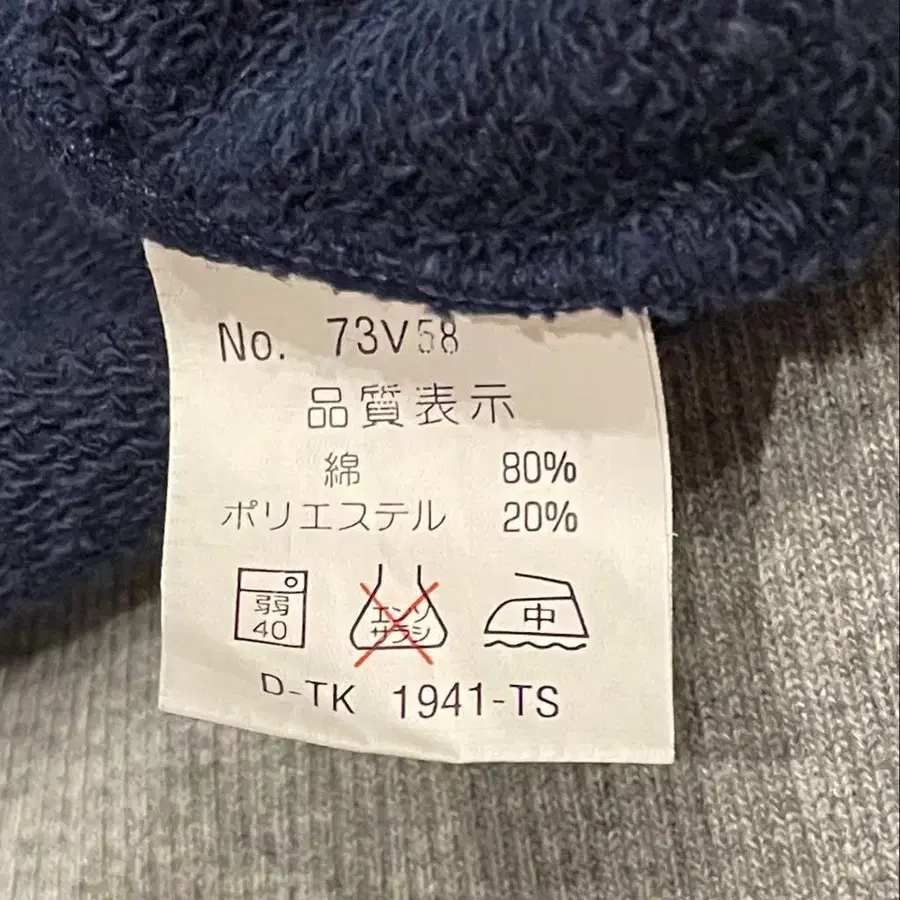 No. 73V58
品質表示
綿 80%
ポリエステル 20%
弱
40
エンソ
サラシ
中
D-TK 1941-TS